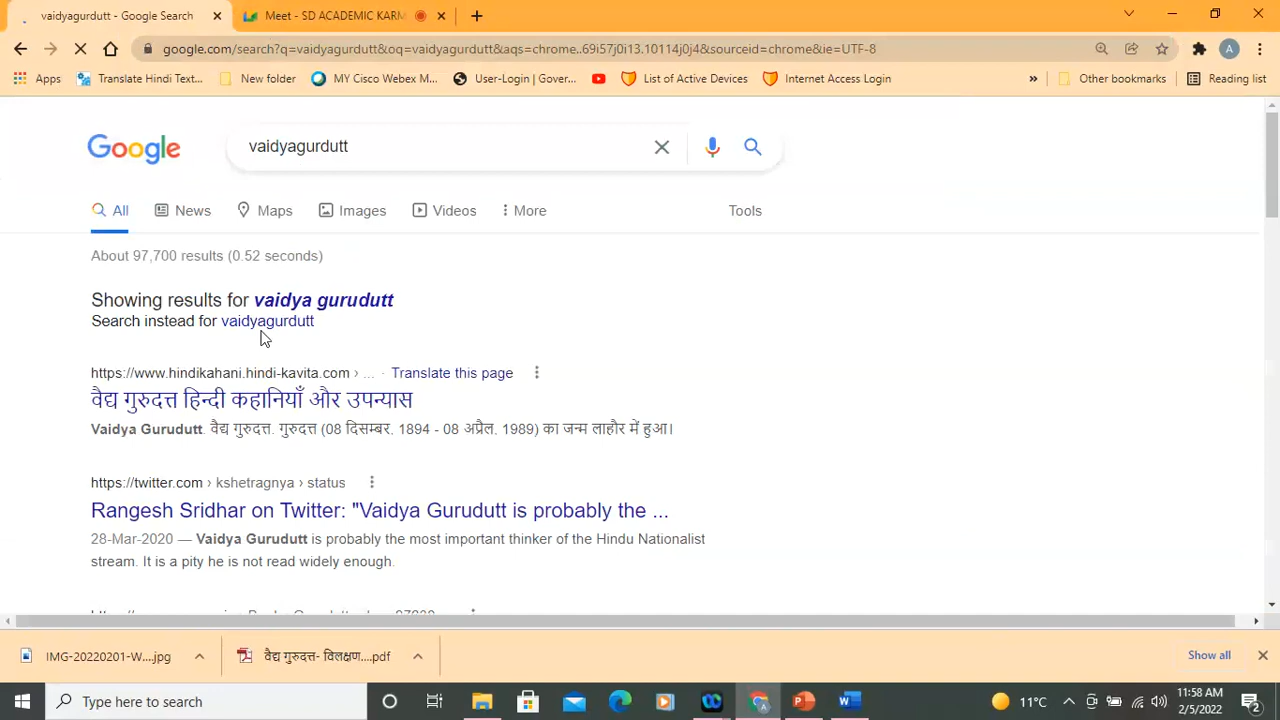 vaidyagurdutt - Google Search
Meet - SD ACADEMIC KARM
google.com/search?q=vaidyagurdutt&oq=vaidyagurdutt&aqs=chrome..69i57j0i13.10114j0j4&sourceid=chrome&ie=UTF-8
A
Apps
Translate Hindi Text...
New folder
MY Cisco Webex M...
User-Login | Gover...
List of Active Devices
Internet Access Login
»
Other bookmarks
Reading list
Google
vaidyagurdutt
All
News
Maps
Images
Videos
More
Tools
About 97,700 results (0.52 seconds)
Showing results for vaidya gurudutt
Search instead for vaidyagurdutt
https://www.hindikahani.hindi-kavita.com › ... · Translate this page
वैद्य गुरुदत्त हिन्दी कहानियाँ और उपन्यास
Vaidya Gurudutt. वैद्य गुरुदत्त. गुरुदत्त (08 दिसम्बर, 1894 - 08 अप्रैल, 1989) का जन्म लाहौर में हुआ।
https://twitter.com › kshetragnya › status
Rangesh Sridhar on Twitter: "Vaidya Gurudutt is probably the ...
28-Mar-2020 — Vaidya Gurudutt is probably the most important thinker of the Hindu Nationalist
stream. It is a pity he is not read widely enough.
IMG-20220201-W....jpg
वैद्य गुरुदत्त- विलक्षण....pdf
Show all
Type here to search
11°C
11:58 AM
2/5/2022
2